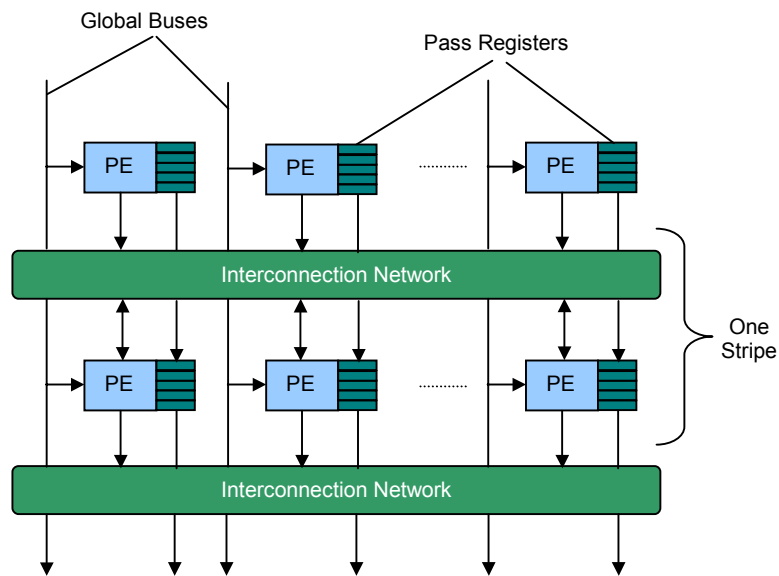 Global Buses
Pass Registers
PE
PE
..........
PE
Interconnection Network
One
Stripe
PE
PE
..........
PE
Interconnection Network